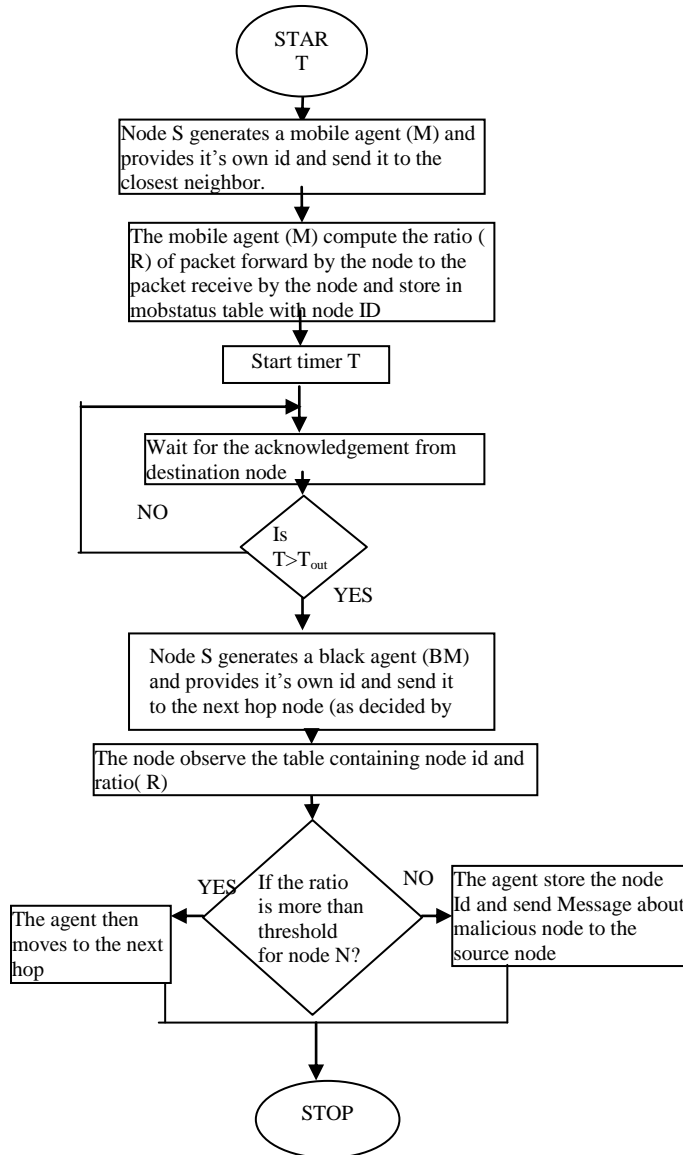 STAR
T
Node S generates a mobile agent (M) and
provides it's own id and send it to the
closest neighbor.
The mobile agent (M) compute the ratio (
R) of packet forward by the node to the
packet receive by the node and store in
mobstatus table with node ID
Start timer T
Wait for the acknowledgement from
destination node
NO
Is
T>Tout
YES
Node S generates a black agent (BM)
and provides it's own id and send it
to the next hop node (as decided by
The node observe the table containing node id and
ratio( R)
YES
If the ratio
is more than
threshold
for node N?
NO
The agent then
moves to the next
hop
The agent store the node
Id and send Message about
malicious node to the
source node
STOP